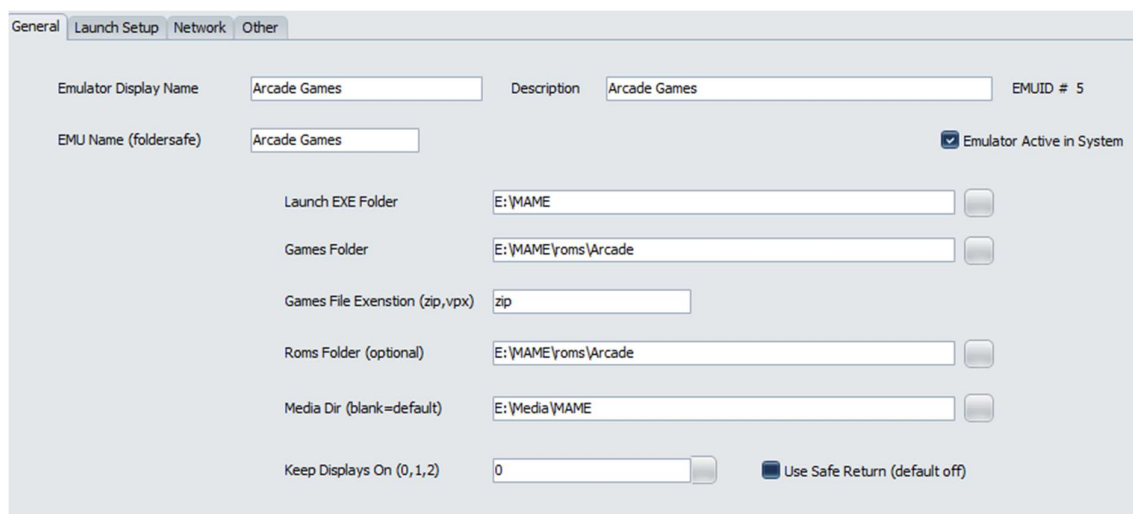 General Launch Setup Network Other
Emulator Display Name Arcade Games Description Arcade Games EMUID # 5
EMU Name (foldersafe) Arcade Games Emulator Active in System
Launch EXE Folder E:\MAME
Games Folder E:\MAME\roms\Arcade
Games File Exenstion (zip,vpx) zip
Roms Folder (optional) E:\MAME\roms\Arcade
Media Dir (blank=default) E:\Media\MAME
Keep Displays On (0,1,2) 0 Use Safe Return (default off)